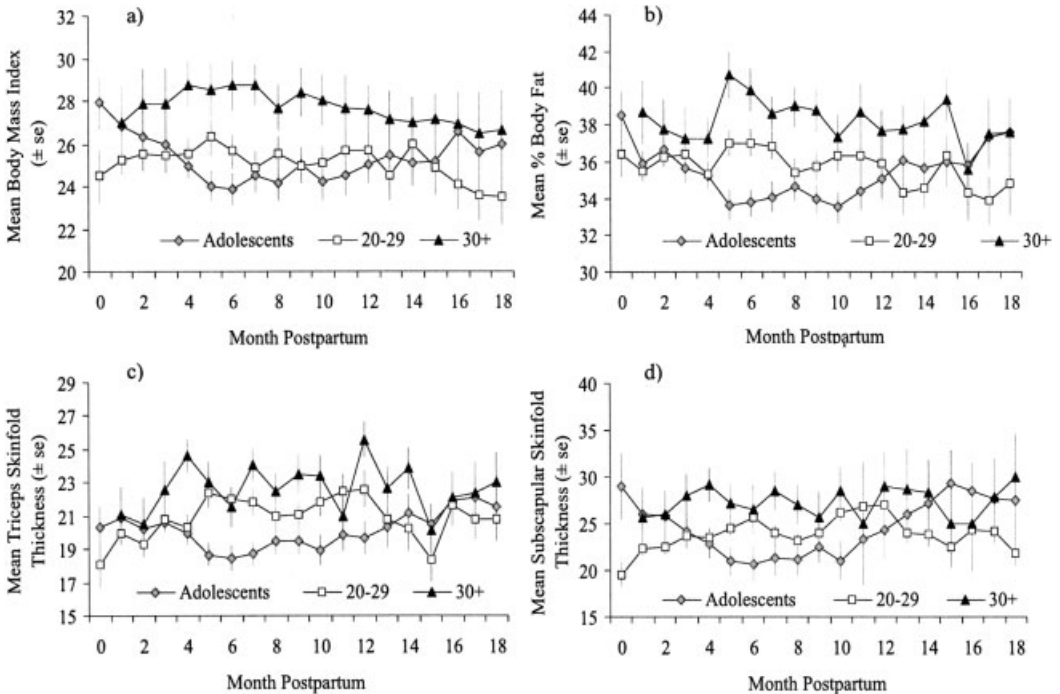 a)
Mean Body Mass Index
(± se)
32
30
28
26
24
22
20
Adolescents 20-29 30+
0 2 4 6 8 10 12 14 16 18
Month Postpartum
b)
Mean % Body Fat
(± se)
44
42
40
38
36
34
32
30
Adolescents 20-29 30+
0 2 4 6 8 10 12 14 16 18
Month Postpartum
c)
Mean Triceps Skinfold
Thickness (± se)
29
27
25
23
21
19
17
15
Adolescents 20-29 30+
0 2 4 6 8 10 12 14 16 18
Month Postpartum
d)
Mean Subscapular Skinfold
Thickness (± se)
40
35
30
25
20
15
Adolescents 20-29 30+
0 2 4 6 8 10 12 14 16 18
Month Postpartum